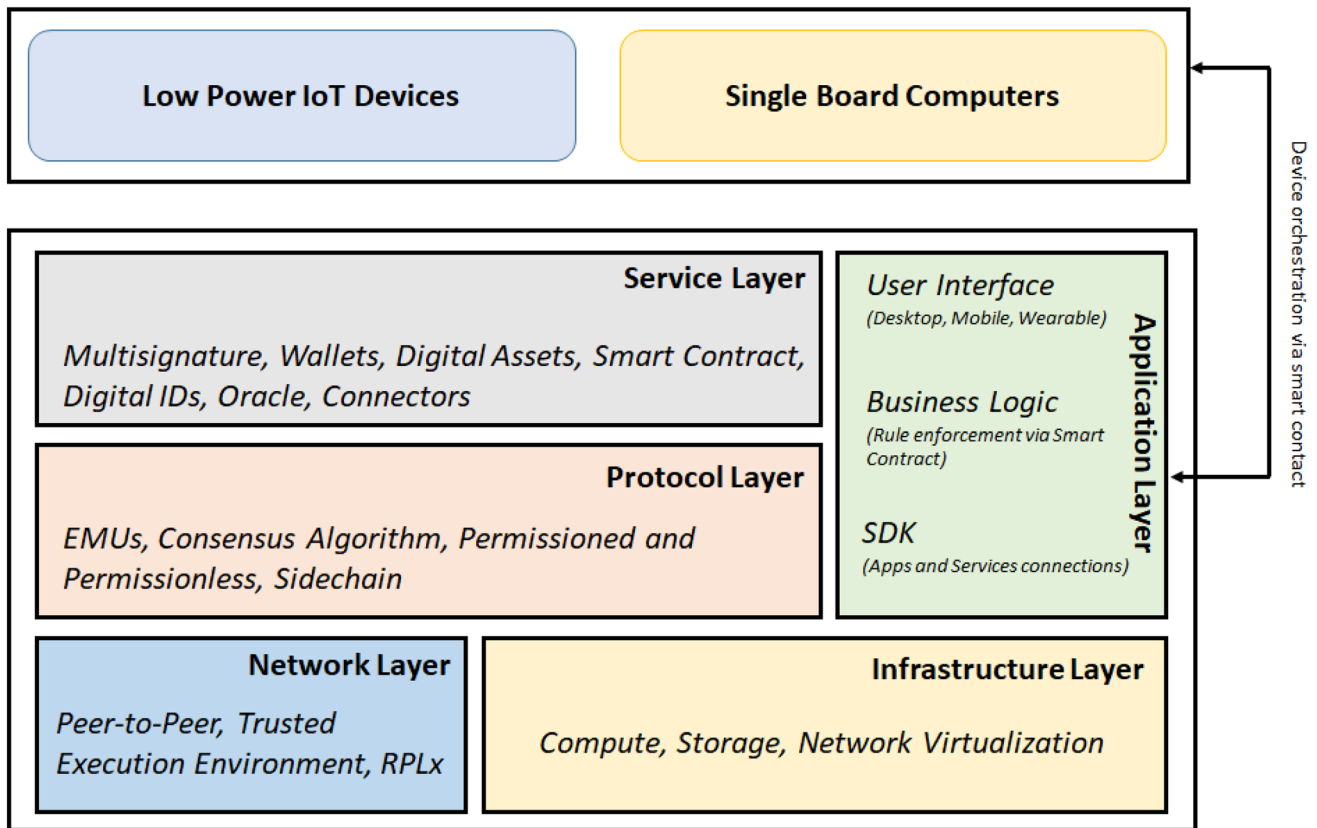 Low Power IoT Devices
Single Board Computers
Device orchestration via smart contact
Service Layer
Multisignature, Wallets, Digital Assets, Smart Contract,
Digital IDs, Oracle, Connectors
Protocol Layer
EMUs, Consensus Algorithm, Permissioned and
Permissionless, Sidechain
Application Layer
User Interface
(Desktop, Mobile, Wearable)
Business Logic
(Rule enforcement via Smart
Contract)
SDK
(Apps and Services connections)
Network Layer
Peer-to-Peer, Trusted
Execution Environment, RPLx
Infrastructure Layer
Compute, Storage, Network Virtualization